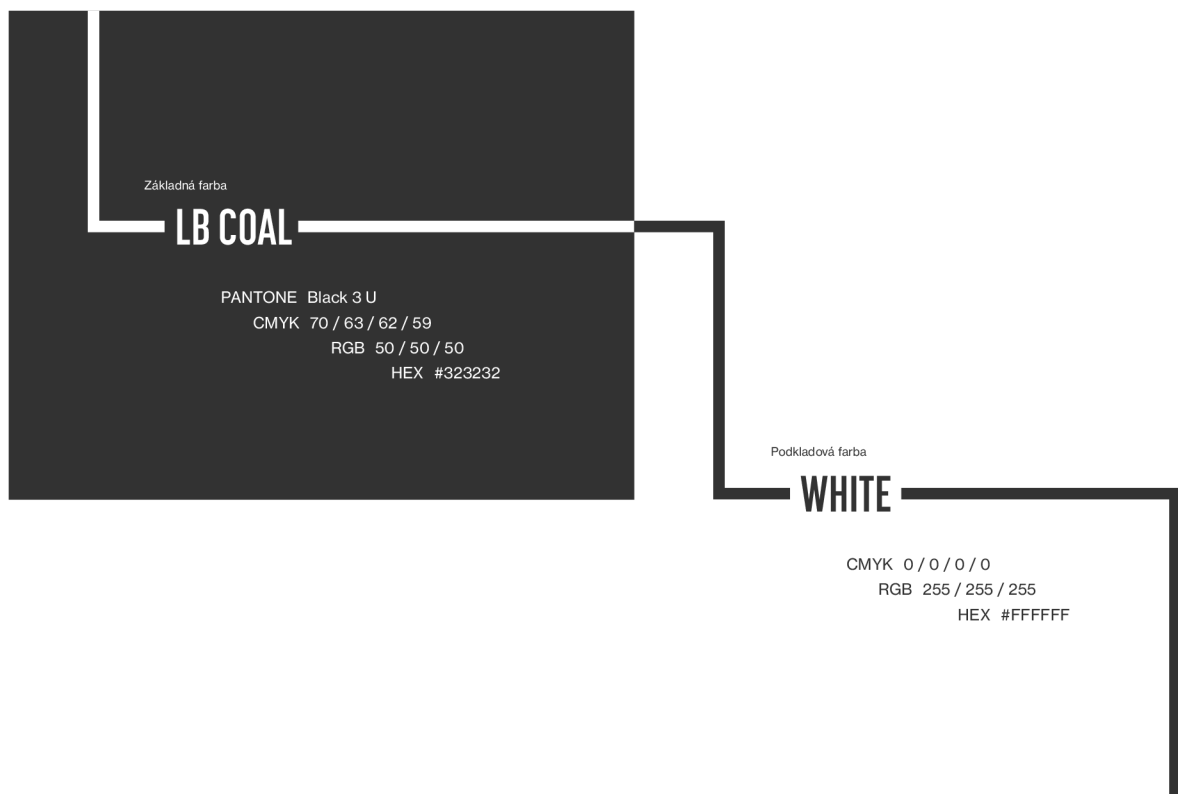 Základná farba
LB COAL
PANTONE Black 3 U
CMYK 70 / 63 / 62 / 59
RGB 50 / 50 / 50
HEX #323232
Podkladová farba
WHITE
CMYK 0 / 0 / 0 / 0
RGB 255 / 255 / 255
HEX #FFFFFF